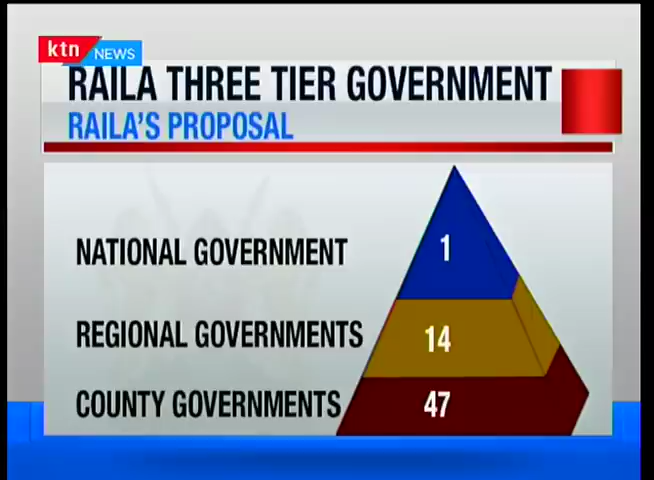 ktn NEWS
RAILA THREE TIER GOVERNMENT
RAILA'S PROPOSAL
NATIONAL GOVERNMENT 1
REGIONAL GOVERNMENTS 14
COUNTY GOVERNMENTS 47